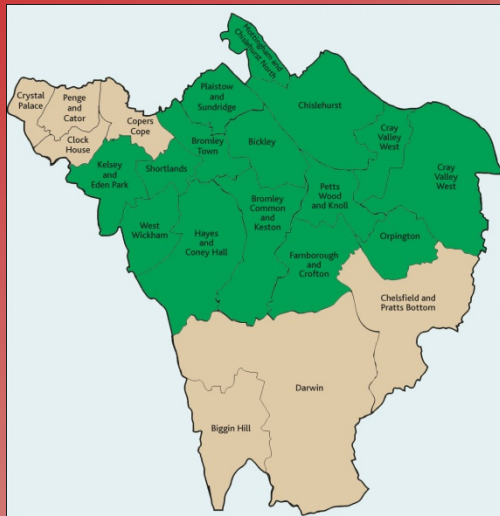 Mottingham and
Chislehurst North
Crystal
Palace
Penge
and
Cator
Clock
House
Copers
Cope
Plaistow
and
Sundridge
Chislehurst
Bromley
Town
Bickley
Cray
Valley
West
Cray
Valley
West
Kelsey
and
Eden Park
Shortlands
West
Wickham
Hayes
and
Coney Hall
Bromley
Common
and
Keston
Petts
Wood
and Knoll
Orpington
Farnborough
and
Crofton
Chelsfield and
Pratts Bottom
Darwin
Biggin Hill